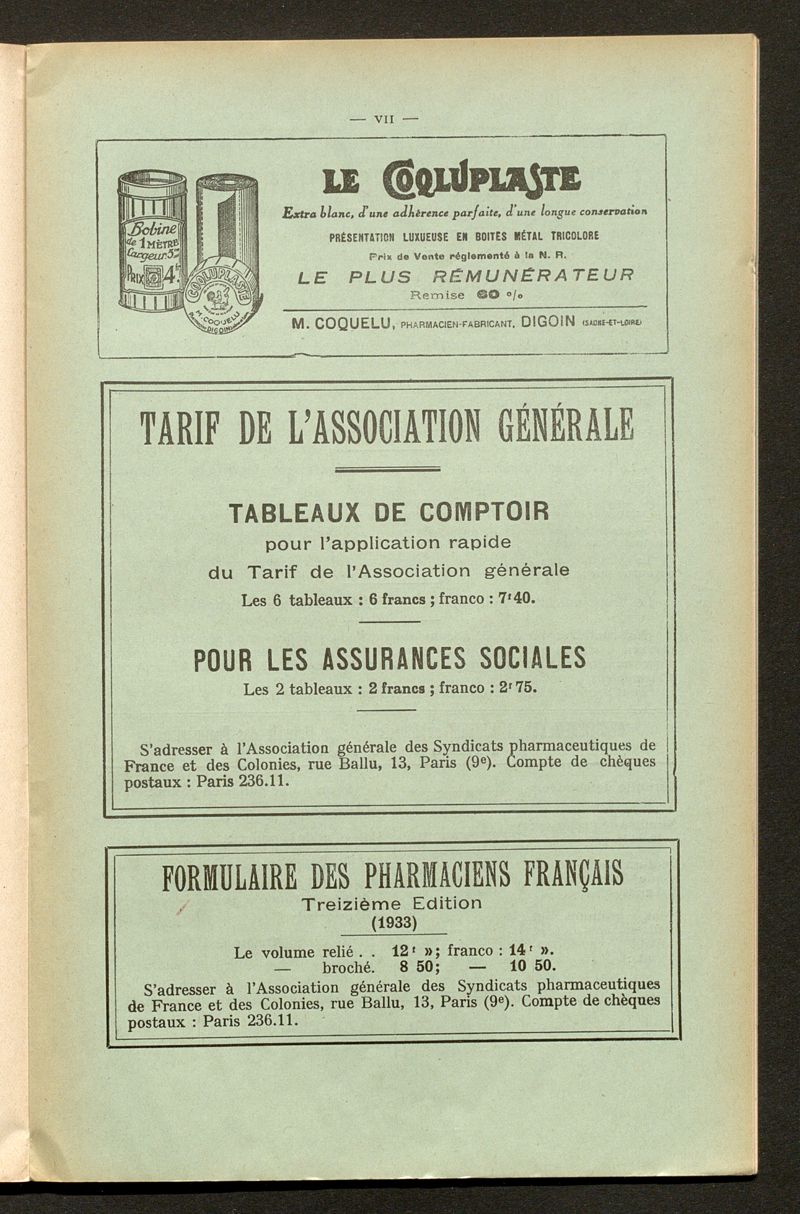 — VII —
Bobine
de 1 MÈTRE
Largeur 5 cm
PRIX 4 fr
COQLUPLASTE
M. COQUELU
DIGOIN
LE COQLUPLASTE
Extra blanc, d'une adhérence parfaite, d'une longue conservation
PRÉSENTATION LUXUEUSE EN BOITES MÉTAL TRICOLORE
Prix de Vente réglementé à la N. R.
LE PLUS RÉMUNÉRATEUR
Remise 60 %
M. COQUELU, PHARMACIEN-FABRICANT, DIGOIN (SAONE-ET-LOIRE)
TARIF DE L'ASSOCIATION GÉNÉRALE
TABLEAUX DE COMPTOIR
pour l'application rapide
du Tarif de l'Association générale
Les 6 tableaux : 6 francs ; franco : 7f40.
POUR LES ASSURANCES SOCIALES
Les 2 tableaux : 2 francs ; franco : 2f75.
S'adresser à l'Association générale des Syndicats pharmaceutiques de
France et des Colonies, rue Ballu, 13, Paris (9e). Compte de chèques
postaux : Paris 236.11.
FORMULAIRE DES PHARMACIENS FRANÇAIS
Treizième Edition
(1933)
Le volume relié . . 12f »; franco : 14f ».
— broché. 8 50; — 10 50.
S'adresser à l'Association générale des Syndicats pharmaceutiques
de France et des Colonies, rue Ballu, 13, Paris (9e). Compte de chèques
postaux : Paris 236.11.